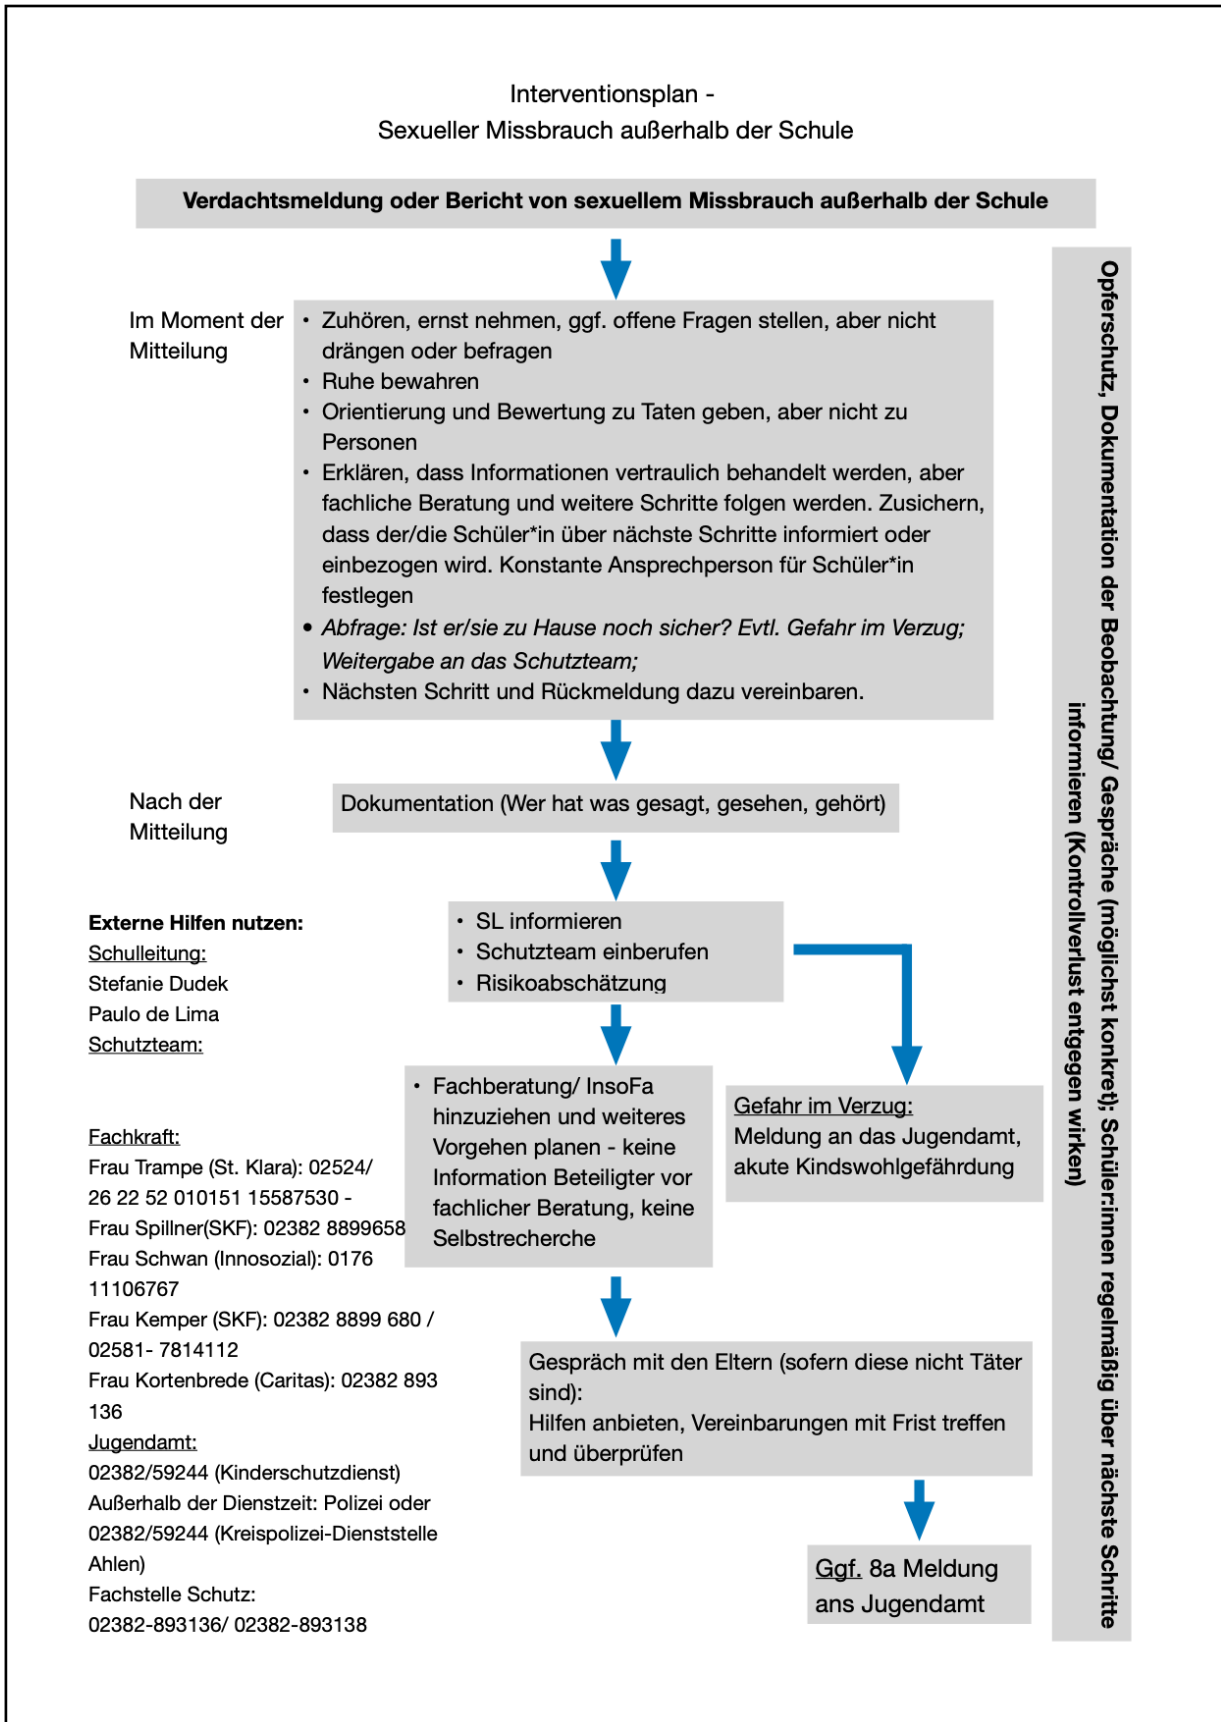 Interventionsplan -
Sexueller Missbrauch außerhalb der Schule
Verdachtsmeldung oder Bericht von sexuellem Missbrauch außerhalb der Schule
Im Moment der
Mitteilung
• Zuhören, ernst nehmen, ggf. offene Fragen stellen, aber nicht
drängen oder befragen
• Ruhe bewahren
• Orientierung und Bewertung zu Taten geben, aber nicht zu
Personen
• Erklären, dass Informationen vertraulich behandelt werden, aber
fachliche Beratung und weitere Schritte folgen werden. Zusichern,
dass der/die Schüler*in über nächste Schritte informiert oder
einbezogen wird. Konstante Ansprechperson für Schüler*in
festlegen
• Abfrage: Ist er/sie zu Hause noch sicher? Evtl. Gefahr im Verzug;
Weitergabe an das Schutzteam;
• Nächsten Schritt und Rückmeldung dazu vereinbaren.
Nach der
Mitteilung
Dokumentation (Wer hat was gesagt, gesehen, gehört)
• SL informieren
• Schutzteam einberufen
• Risikoabschätzung
• Fachberatung/ InsoFa
hinzuziehen und weiteres
Vorgehen planen - keine
Information Beteiligter vor
fachlicher Beratung, keine
Selbstrecherche
Gefahr im Verzug:
Meldung an das Jugendamt,
akute Kindswohlgefährdung
Gespräch mit den Eltern (sofern diese nicht Täter
sind):
Hilfen anbieten, Vereinbarungen mit Frist treffen
und überprüfen
Ggf. 8a Meldung
ans Jugendamt
Externe Hilfen nutzen:
Schulleitung:
Stefanie Dudek
Paulo de Lima
Schutzteam:
Fachkraft:
Frau Trampe (St. Klara): 02524/
26 22 52 010151 15587530 -
Frau Spillner(SKF): 02382 8899658
Frau Schwan (Innosozial): 0176
11106767
Frau Kemper (SKF): 02382 8899 680 /
02581- 7814112
Frau Kortenbrede (Caritas): 02382 893
136
Jugendamt:
02382/59244 (Kinderschutzdienst)
Außerhalb der Dienstzeit: Polizei oder
02382/59244 (Kreispolizei-Dienststelle
Ahlen)
Fachstelle Schutz:
02382-893136/ 02382-893138
Opferschutz, Dokumentation der Beobachtung/ Gespräche (möglichst konkret); Schüler:innen regelmäßig über nächste Schritte
informieren (Kontrollverlust entgegen wirken)